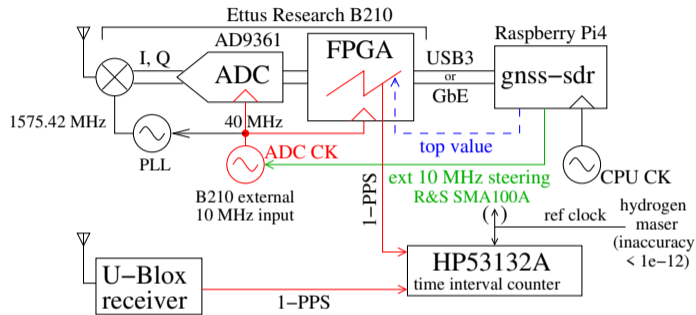 Ettus Research B210
Raspberry Pi4
I, Q
AD9361
ADC
FPGA
USB3
or
GbE
gnss-sdr
1575.42 MHz
40 MHz
PLL
ADC CK
top value
B210 external
10 MHz input
1-PPS
ext 10 MHz steering
R&S SMA100A
CPU CK
( )
ref clock
hydrogen
maser
(inaccuracy
< 1e-12)
U-Blox
receiver
1-PPS
HP53132A
time interval counter